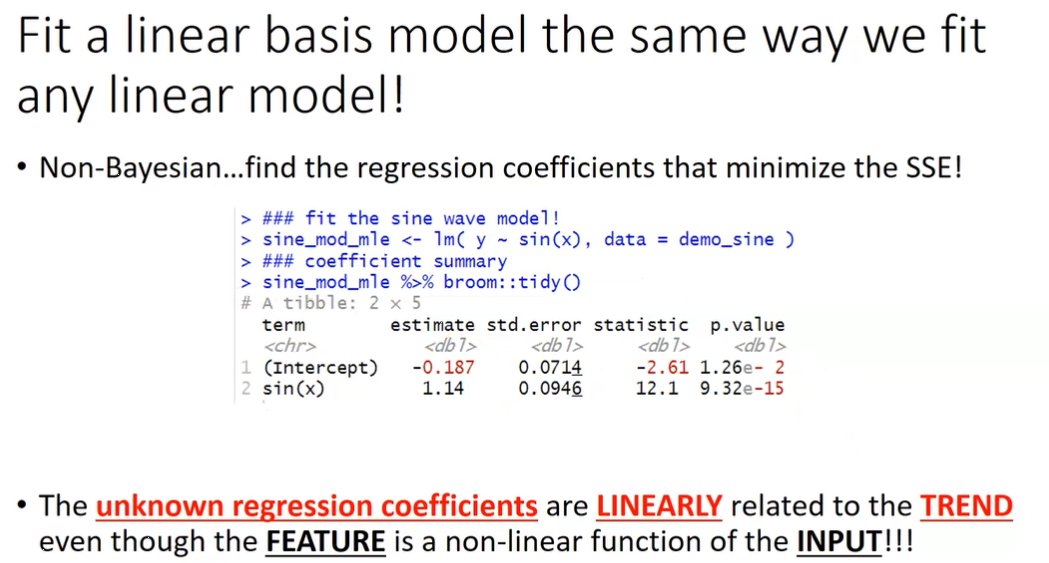 Fit a linear basis model the same way we fit
any linear model!
• Non-Bayesian...find the regression coefficients that minimize the SSE!
> ### fit the sine wave model!
> sine_mod_mle <- lm( y ~ sin(x), data = demo_sine )
> ### coefficient summary
> sine_mod_mle %>% broom::tidy()
# A tibble: 2 × 5
term estimate std.error statistic p.value
<chr> <dbl> <dbl> <dbl> <dbl>
1 (Intercept) -0.187 0.0714 -2.61 1.26e- 2
2 sin(x) 1.14 0.0946 12.1 9.32e-15
• The unknown regression coefficients are LINEARLY related to the TREND
even though the FEATURE is a non-linear function of the INPUT!!!